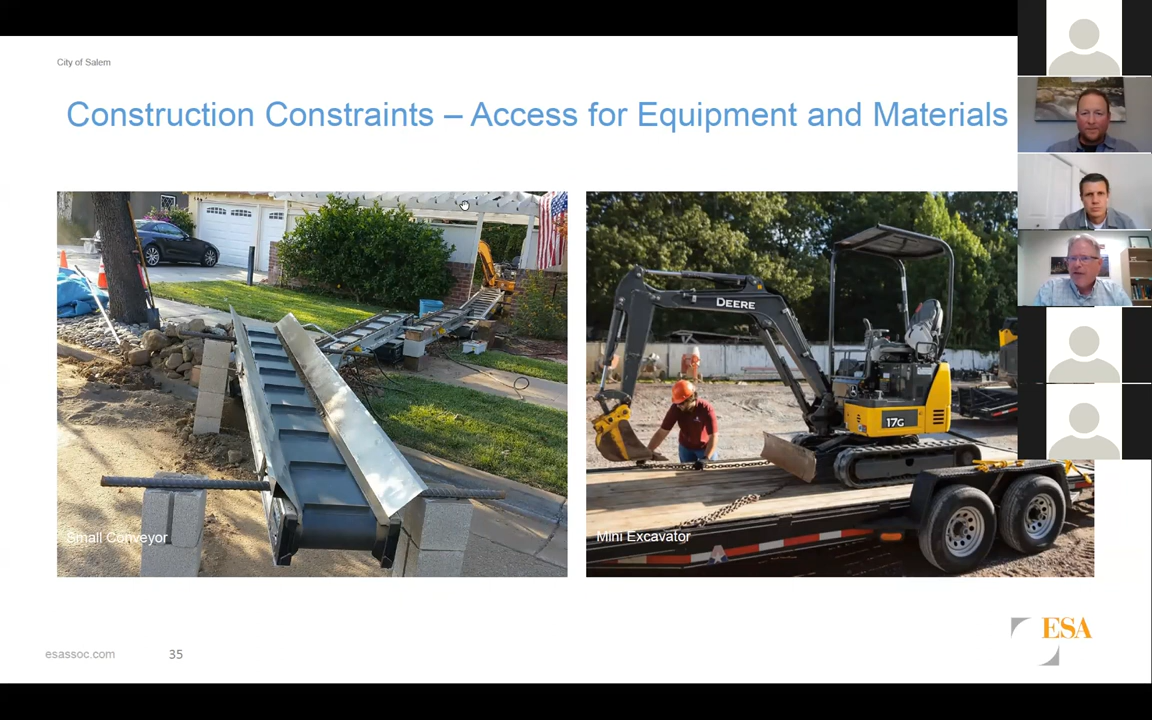 City of Salem
Construction Constraints – Access for Equipment and Materials
DEERE
17G
Small Conveyor
Mini Excavator
esassoc.com
35
ESA